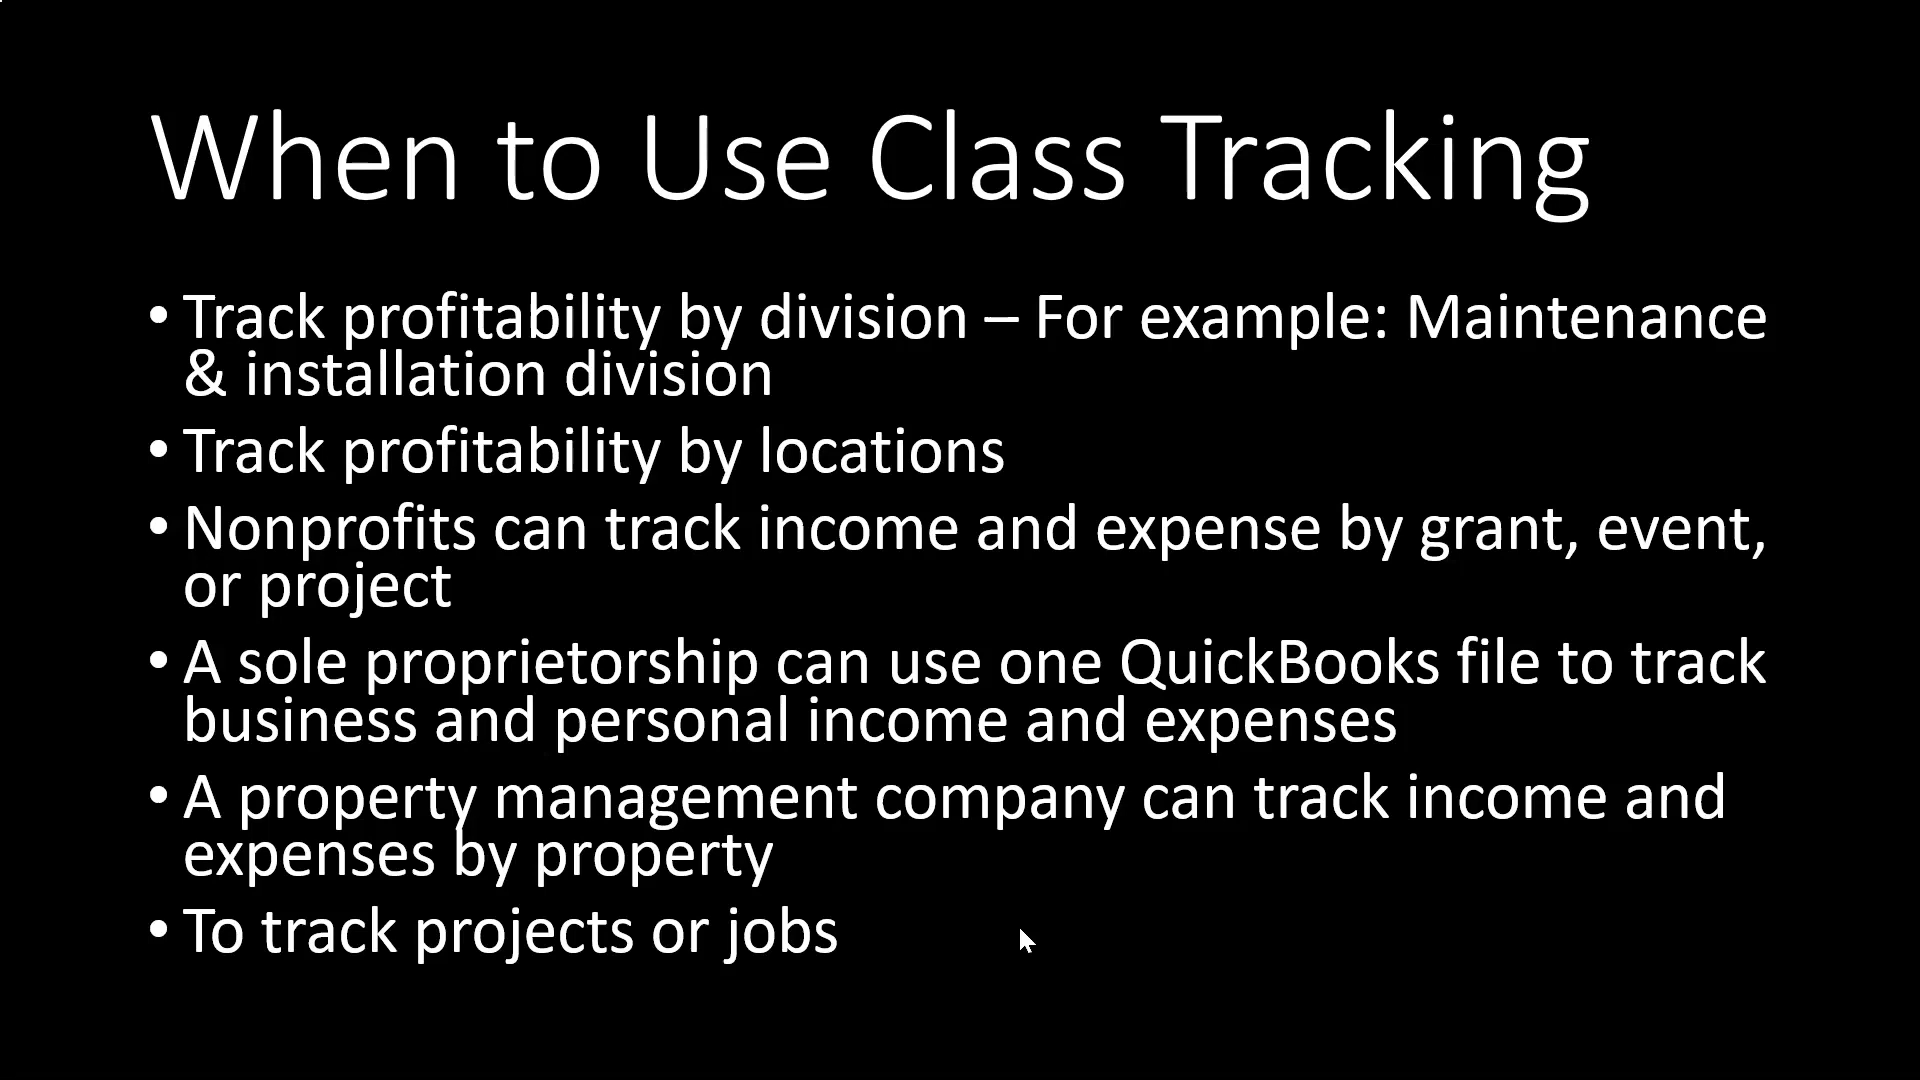 When to Use Class Tracking
• Track profitability by division – For example: Maintenance
& installation division
• Track profitability by locations
• Nonprofits can track income and expense by grant, event,
or project
• A sole proprietorship can use one QuickBooks file to track
business and personal income and expenses
• A property management company can track income and
expenses by property
• To track projects or jobs